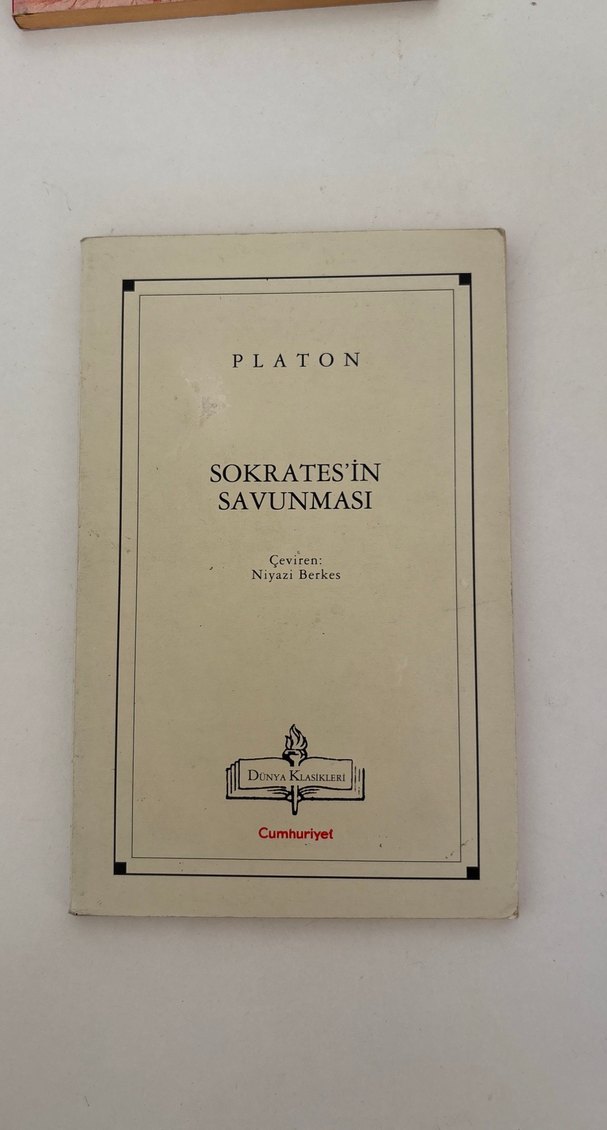 PLATON
SOKRATES'İN
SAVUNMASI
Çeviren:
Niyazi Berkes
DÜNYA KLASİKLERİ
Cumhuriyet